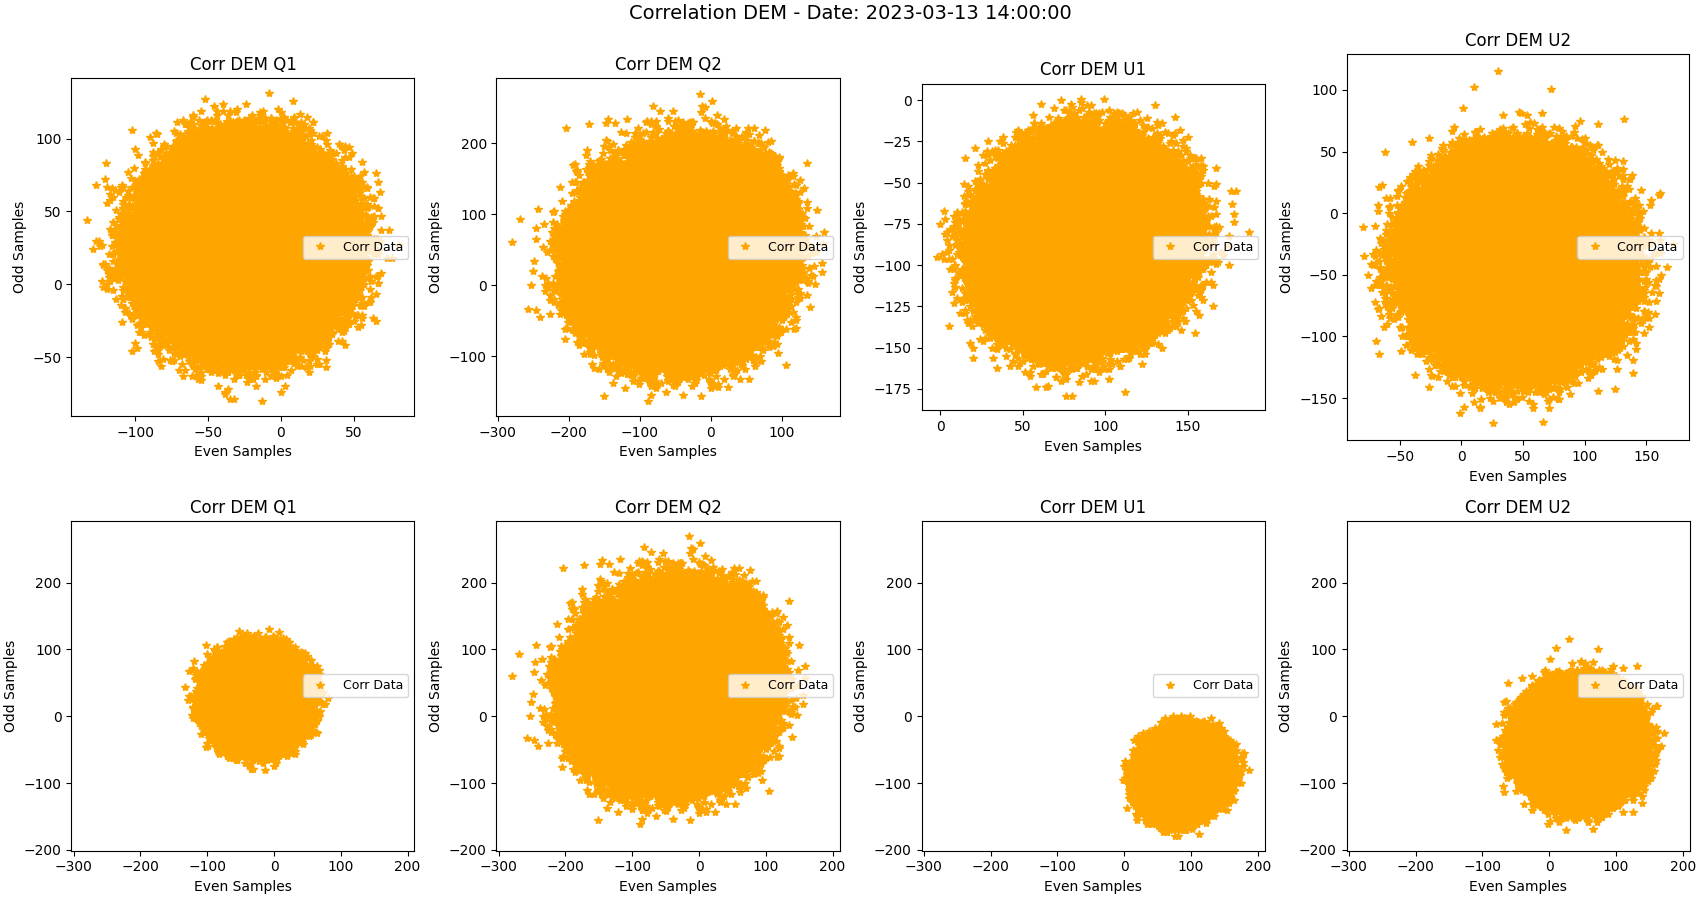 Correlation DEM - Date: 2023-03-13 14:00:00
Corr DEM Q1
Odd Samples
100
50
0
−50
Corr Data
−100 −50 0 50
Even Samples
Corr DEM Q2
Odd Samples
200
100
0
−100
Corr Data
−300 −200 −100 0 100
Even Samples
Corr DEM U1
Odd Samples
0
−25
−50
−75
−100
−125
−150
−175
Corr Data
0 50 100 150
Even Samples
Corr DEM U2
Odd Samples
100
50
0
−50
−100
−150
Corr Data
−50 0 50 100 150
Even Samples
Corr DEM Q1
Odd Samples
200
100
0
−100
−200
Corr Data
−300 −200 −100 0 100 200
Even Samples
Corr DEM Q2
Odd Samples
200
100
0
−100
−200
Corr Data
−300 −200 −100 0 100 200
Even Samples
Corr DEM U1
Odd Samples
200
100
0
−100
−200
Corr Data
−300 −200 −100 0 100 200
Even Samples
Corr DEM U2
Odd Samples
200
100
0
−100
−200
Corr Data
−300 −200 −100 0 100 200
Even Samples